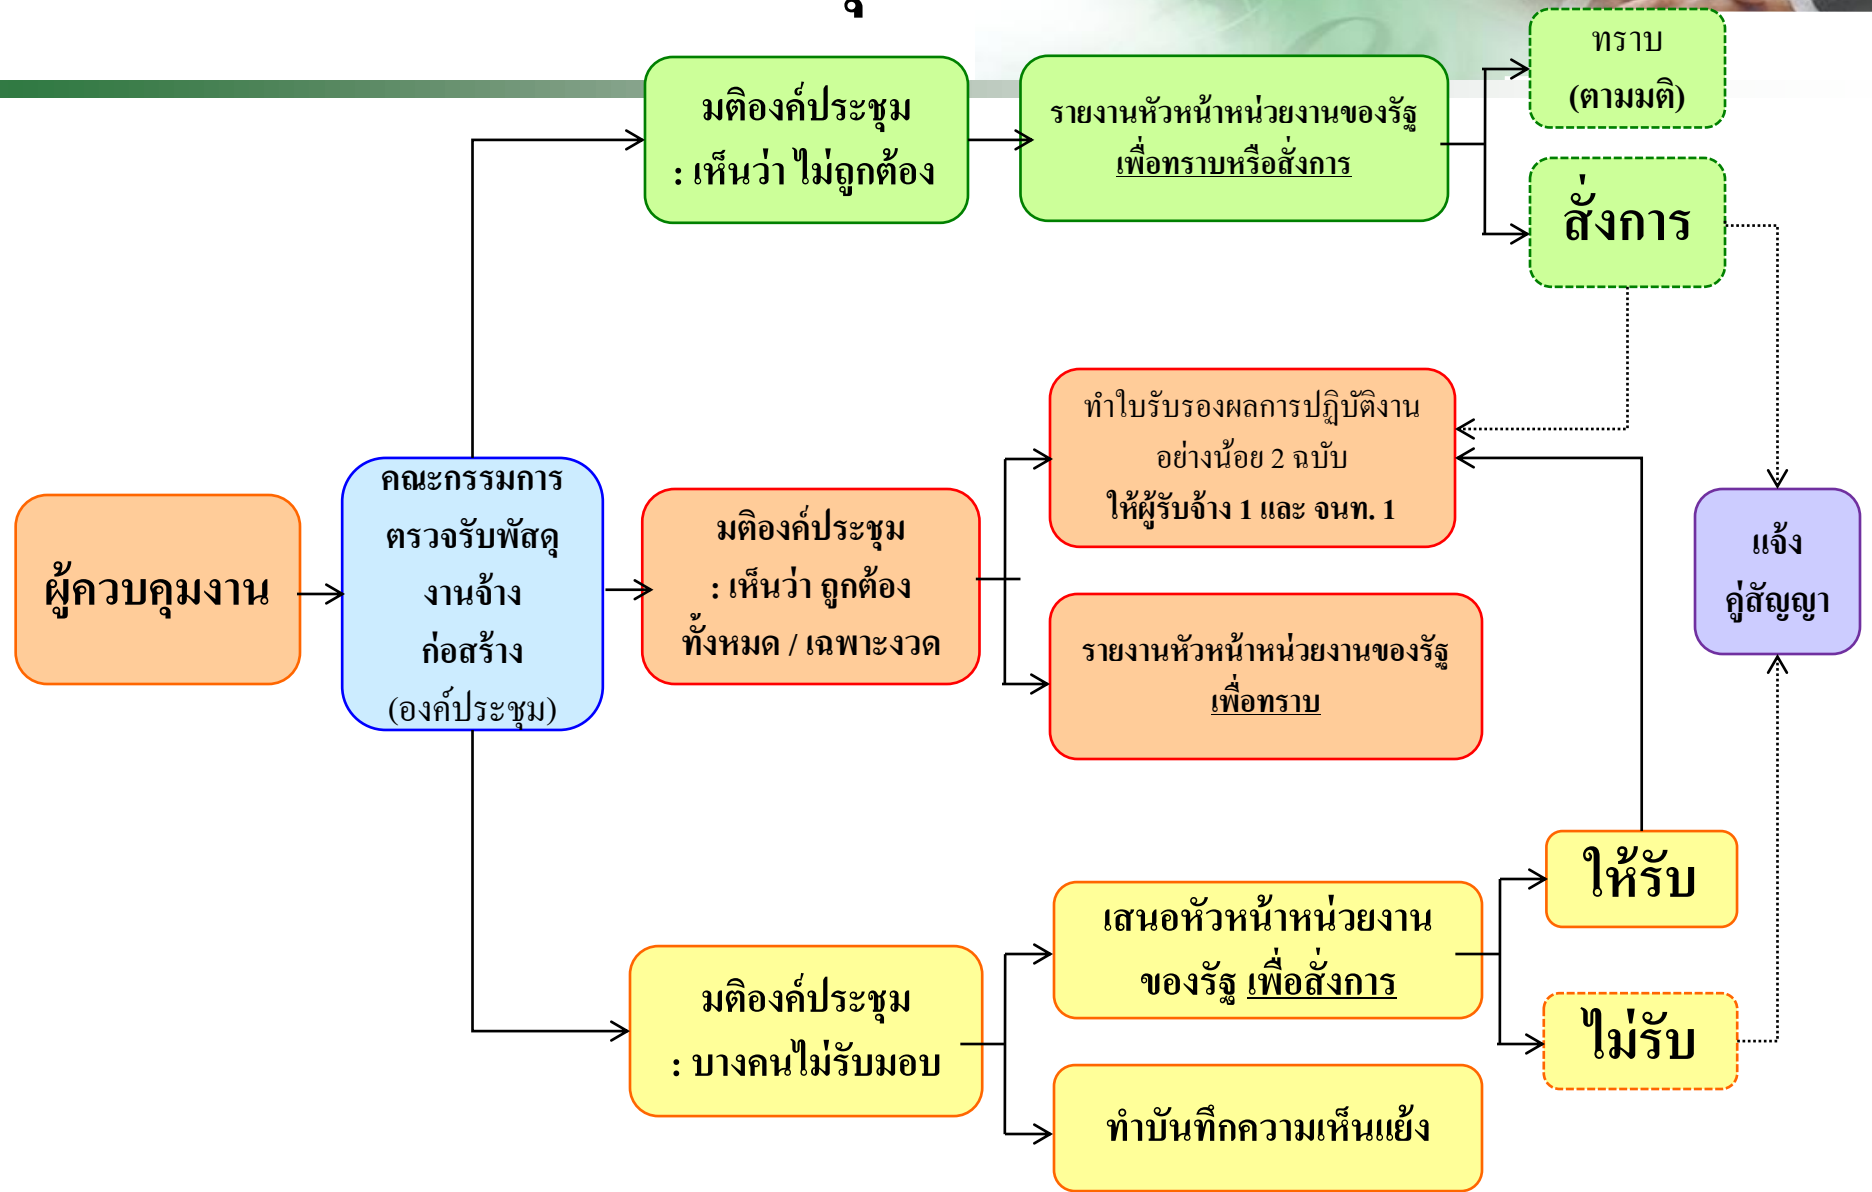 ทราบ
(ตามมติ)
มติองค์ประชุม
: เห็นว่า ไม่ถูกต้อง
รายงานหัวหน้าหน่วยงานของรัฐ
เพื่อทราบหรือสั่งการ
สั่งการ
ผู้ควบคุมงาน
คณะกรรมการ
ตรวจรับพัสดุ
งานจ้าง
ก่อสร้าง
(องค์ประชุม)
มติองค์ประชุม
: เห็นว่า ถูกต้อง
ทั้งหมด / เฉพาะงวด
ทำใบรับรองผลการปฏิบัติงาน
อย่างน้อย 2 ฉบับ
ให้ผู้รับจ้าง 1 และ จนท. 1
รายงานหัวหน้าหน่วยงานของรัฐ
เพื่อทราบ
แจ้ง
คู่สัญญา
มติองค์ประชุม
: บางคนไม่รับมอบ
เสนอหัวหน้าหน่วยงาน
ของรัฐ เพื่อสั่งการ
ทำบันทึกความเห็นแย้ง
ให้รับ
ไม่รับ